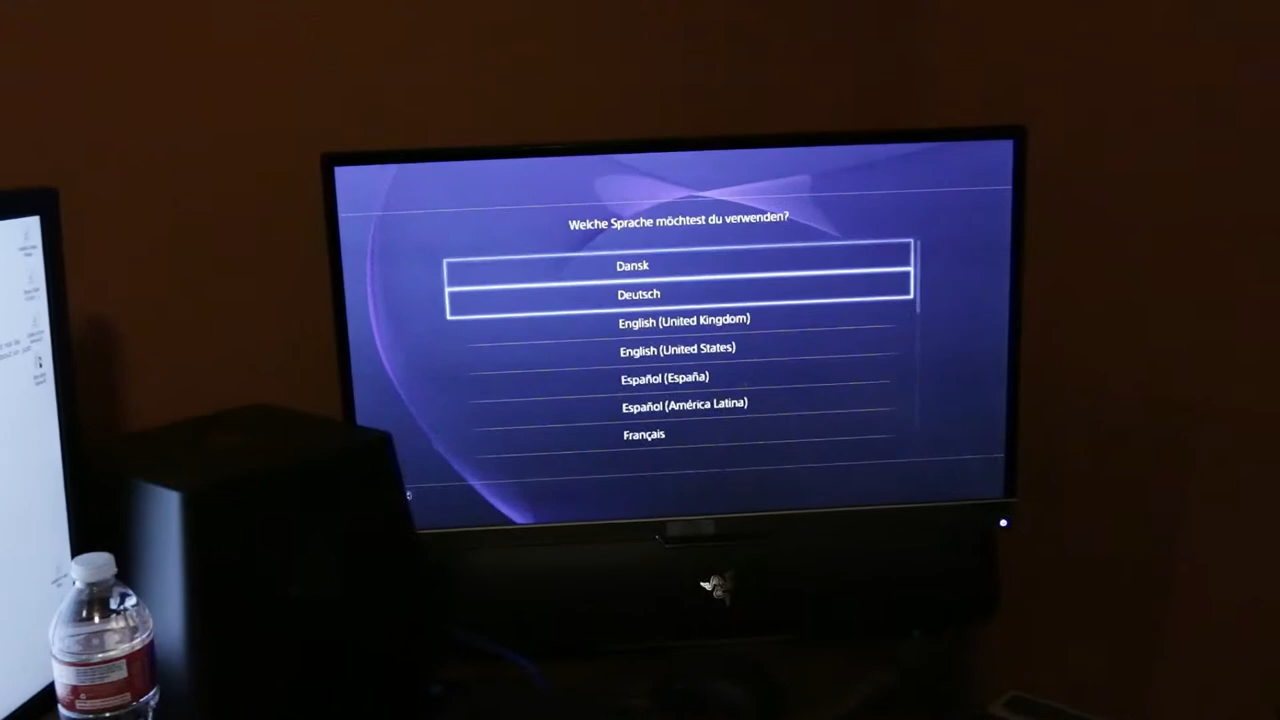 Welche Sprache möchtest du verwenden?
Dansk
Deutsch
English (United Kingdom)
English (United States)
Español (España)
Español (América Latina)
Français